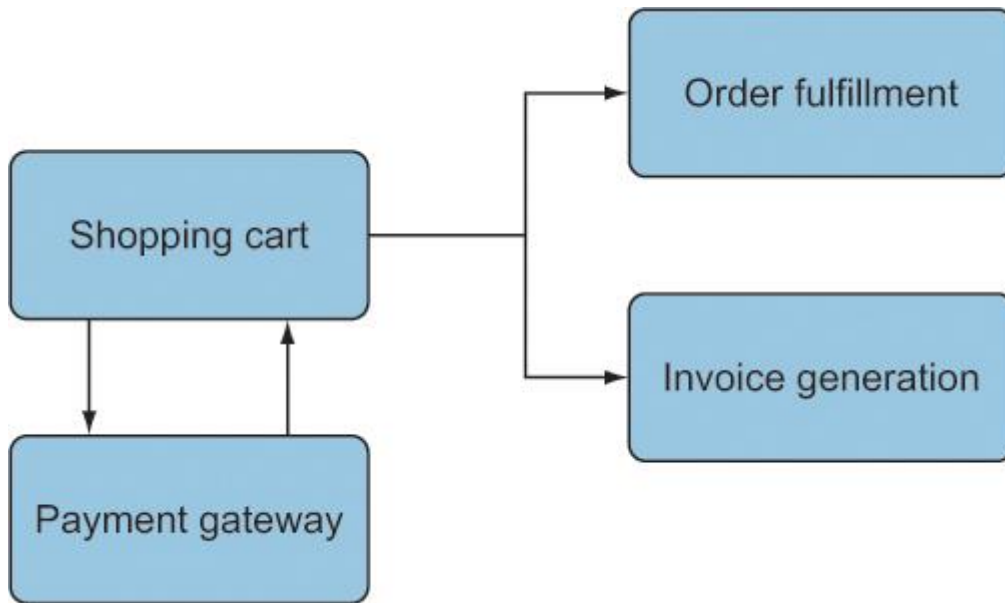 Order fulfillment
Shopping cart
Invoice generation
Payment gateway